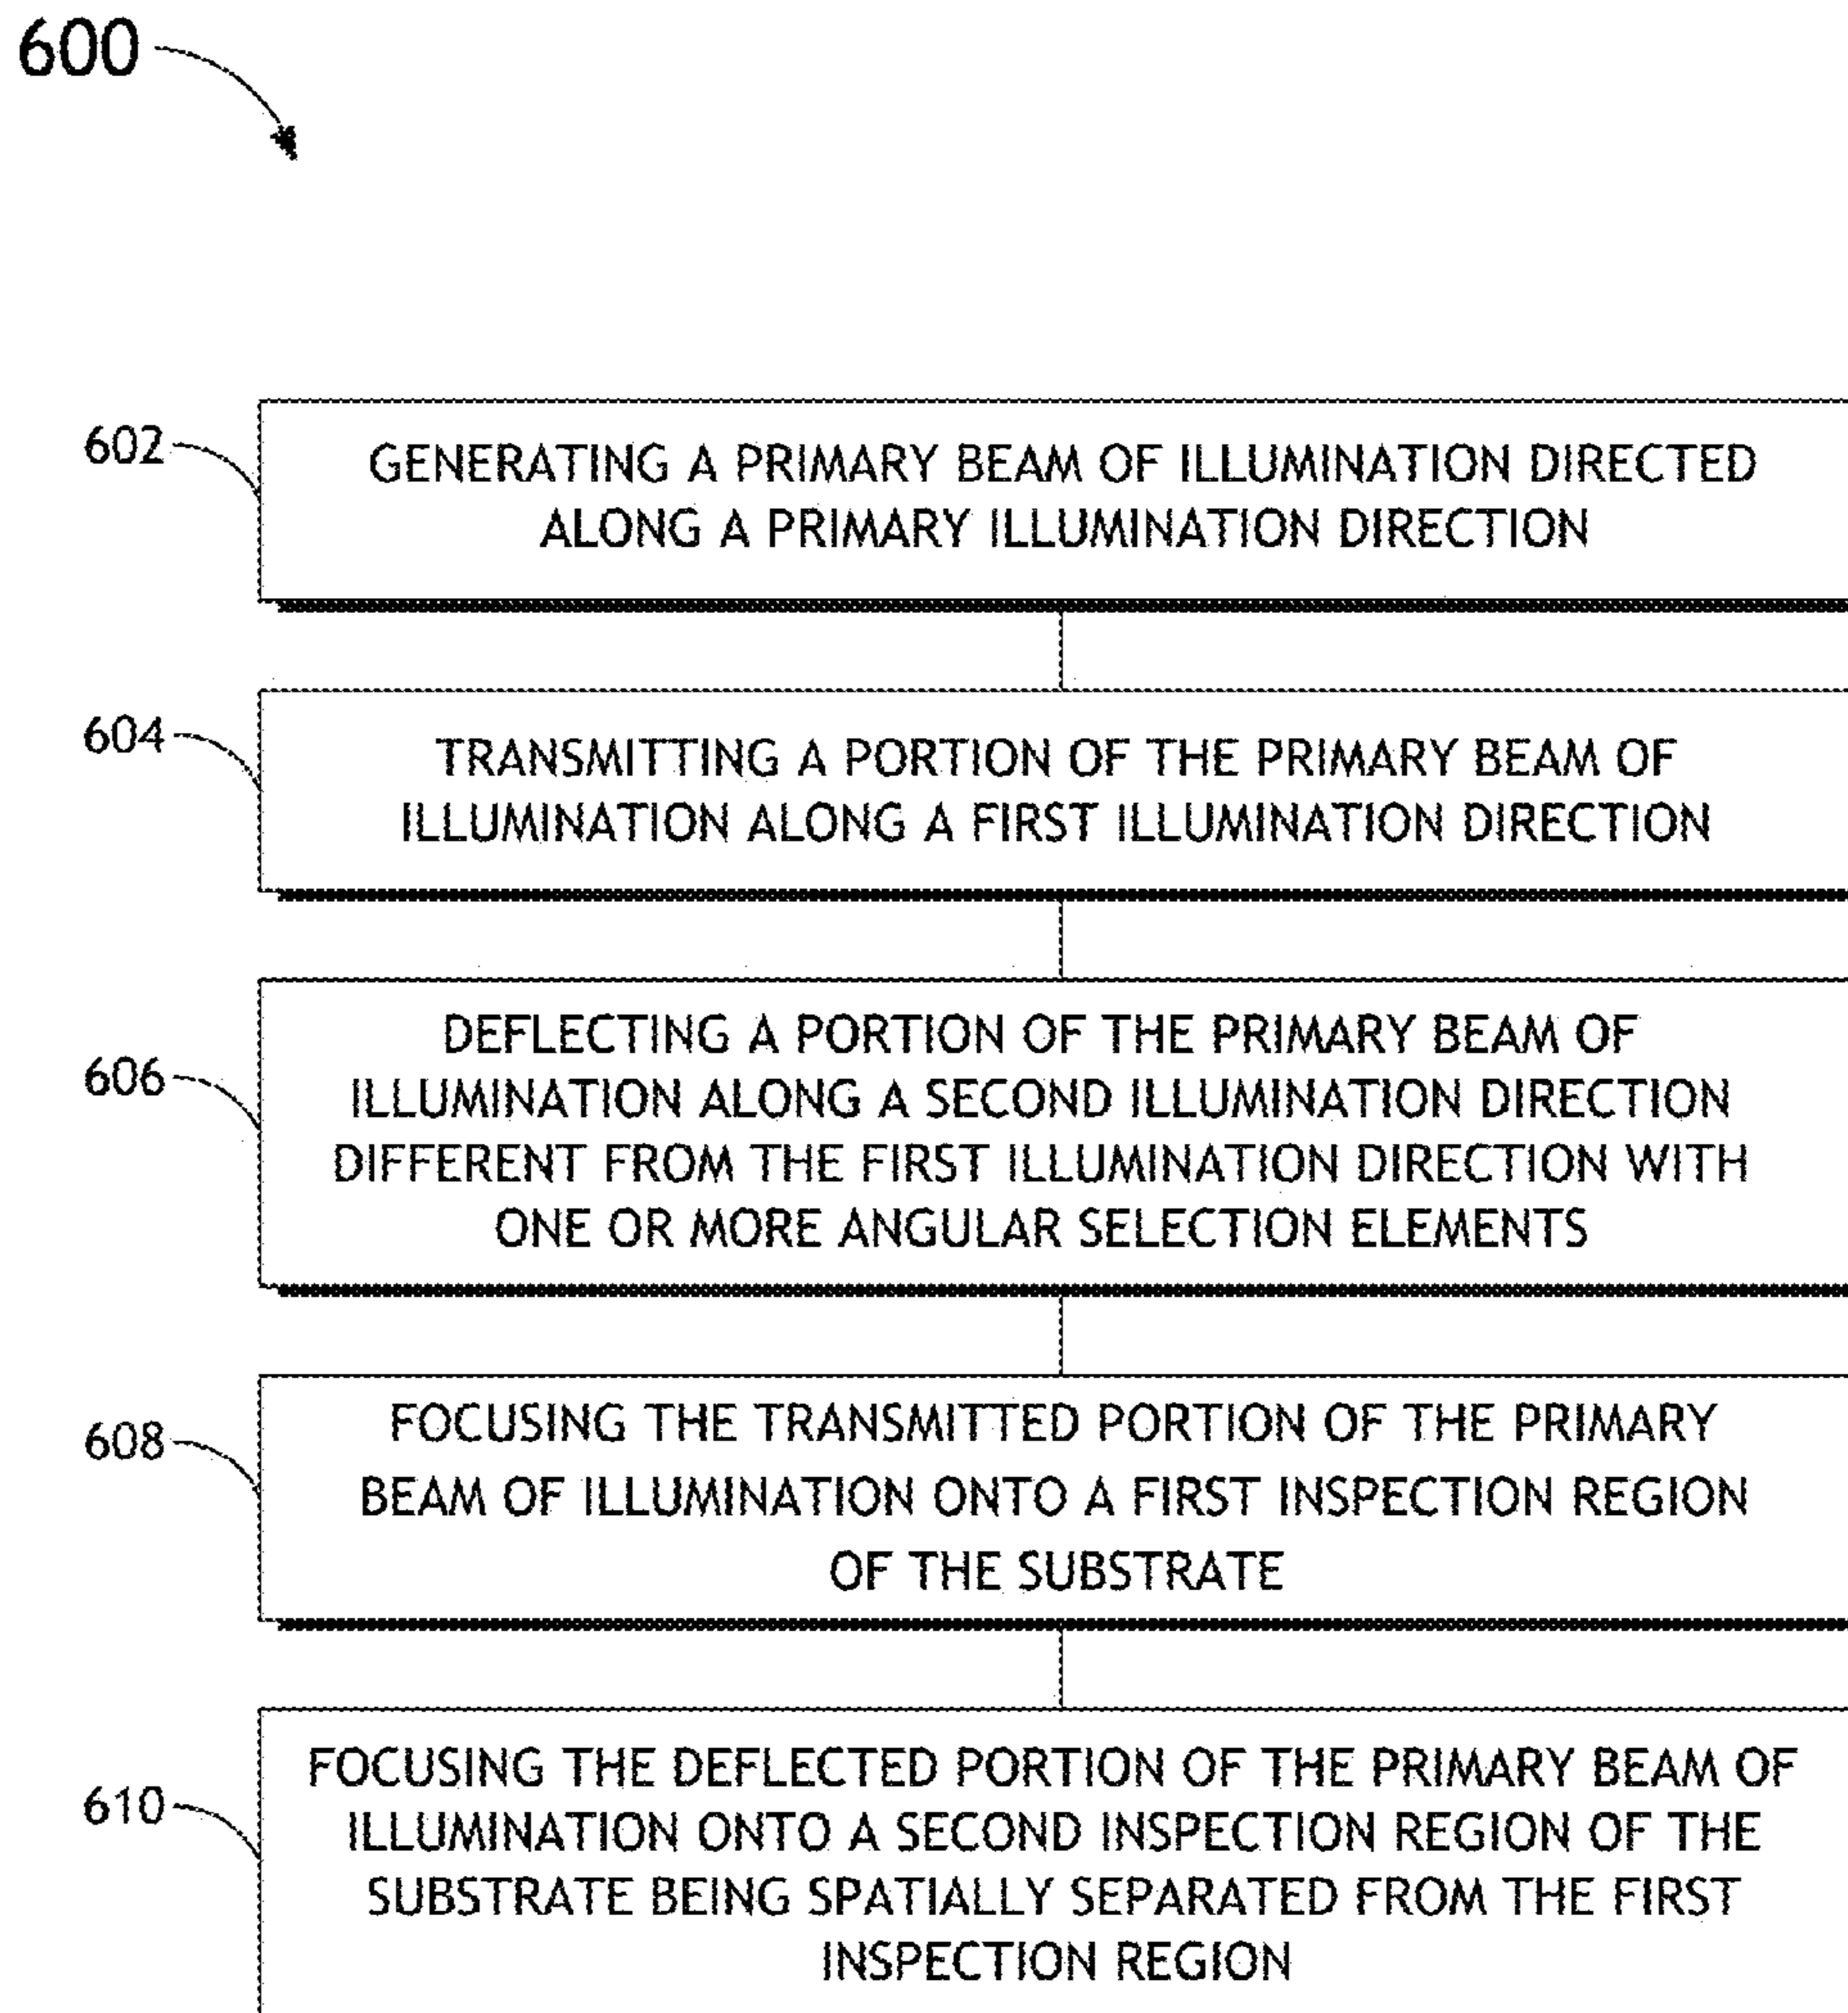 600
602
GENERATING A PRIMARY BEAM OF ILLUMINATION DIRECTED
ALONG A PRIMARY ILLUMINATION DIRECTION
604
TRANSMITTING A PORTION OF THE PRIMARY BEAM OF
ILLUMINATION ALONG A FIRST ILLUMINATION DIRECTION
606
DEFLECTING A PORTION OF THE PRIMARY BEAM OF
ILLUMINATION ALONG A SECOND ILLUMINATION DIRECTION
DIFFERENT FROM THE FIRST ILLUMINATION DIRECTION WITH
ONE OR MORE ANGULAR SELECTION ELEMENTS
608
FOCUSING THE TRANSMITTED PORTION OF THE PRIMARY
BEAM OF ILLUMINATION ONTO A FIRST INSPECTION REGION
OF THE SUBSTRATE
610
FOCUSING THE DEFLECTED PORTION OF THE PRIMARY BEAM OF
ILLUMINATION ONTO A SECOND INSPECTION REGION OF THE
SUBSTRATE BEING SPATIALLY SEPARATED FROM THE FIRST
INSPECTION REGION